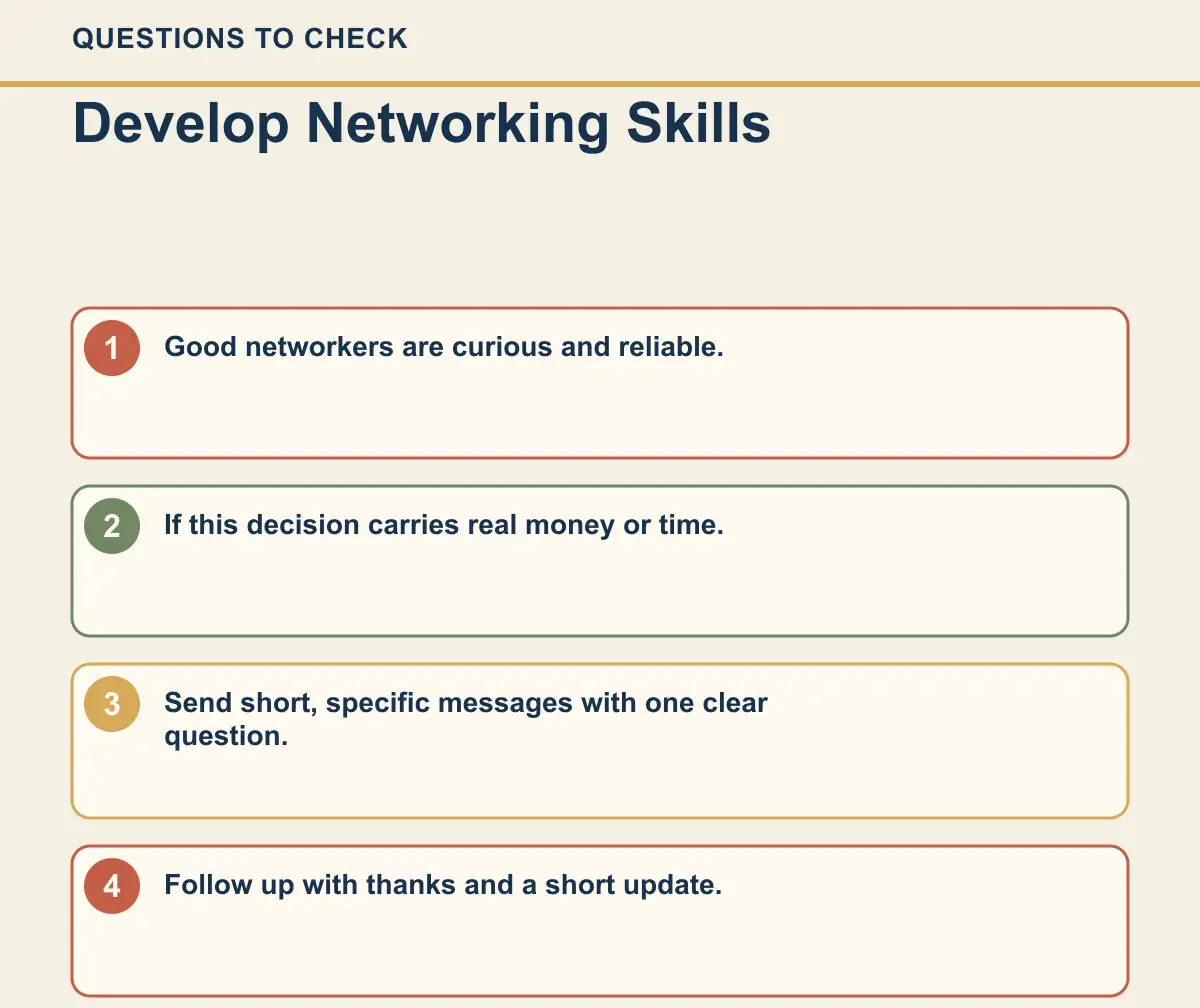 QUESTIONS TO CHECK
Develop Networking Skills
1
Good networkers are curious and reliable.
2
If this decision carries real money or time.
3
Send short, specific messages with one clear
question.
4
Follow up with thanks and a short update.